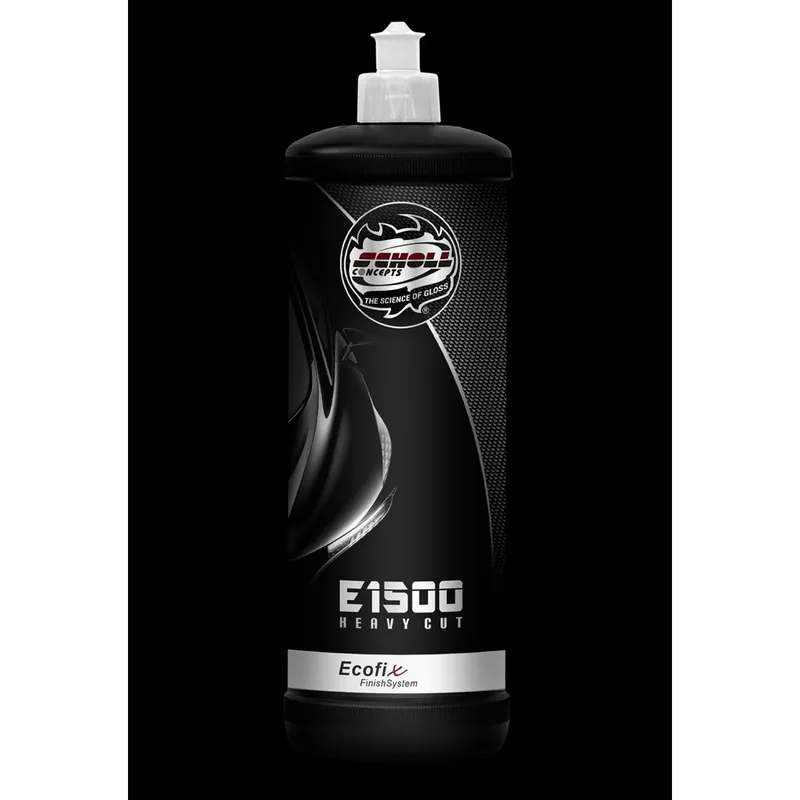 SCHOLL
CONCEPTS
THE SCIENCE OF GLOSS
®
E1500
HEAVY CUT
Ecofix
FinishSystem